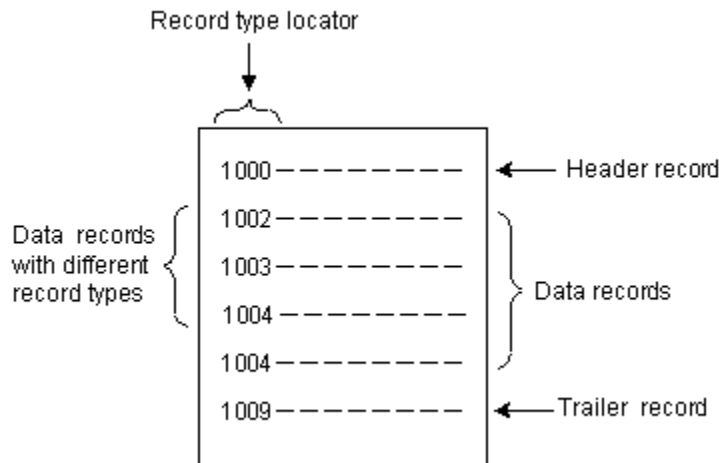 Record type locator
1000 Header record
1002
Data records
with different
record types
1003
Data records
1004
1004
1009 Trailer record